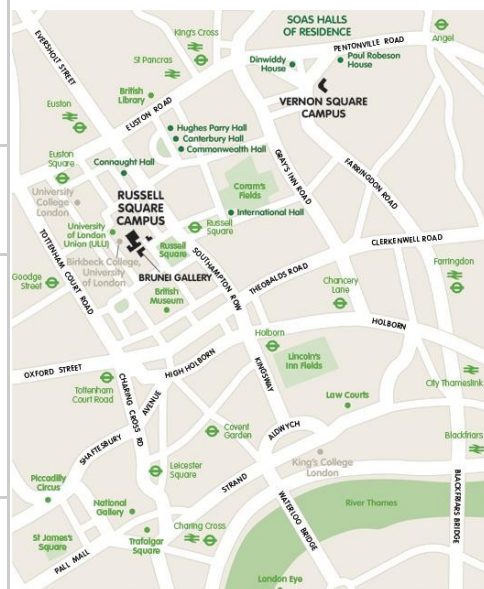 SOAS HALLS
OF RESIDENCE
King's Cross
Angel
PENTONVILLE ROAD
EVERSHOLT STREET
St Pancras
Dinwiddy
House
Paul Robeson
House
British
Library
VERNON SQUARE
CAMPUS
Euston
EUSTON ROAD
Hughes Parry Hall
Canterbury Hall
Commonwealth Hall
Euston
Square
Connaught Hall
GRAY'S INN ROAD
FARRINGDON ROAD
University
College
London
RUSSELL
SQUARE
CAMPUS
Coram's
Fields
International Hall
University
of London
Union (ULU)
Russell
Square
CLERKENWELL ROAD
TOTTENHAM COURT ROAD
Birkbeck College,
University of
London
Russell
Square
SOUTHAMPTON ROW
Farringdon
Goodge
Street
BRUNEI GALLERY
THEOBALDS ROAD
Chancery
Lane
British
Museum
HOLBORN
Holborn
OXFORD STREET
HIGH HOLBORN
KINGSWAY
Lincoln's
Inn Fields
City Thameslink
Tottenham
Court Road
CHARING CROSS RD
SHAFTESBURY
AVENUE
Law Courts
Covent
Garden
ALDWYCH
Blackfriars
Leicester
Square
King's College
London
Piccadilly
Circus
STRAND
BLACKFRIARS BRIDGE
National
Gallery
WATERLOO BRIDGE
River Thames
St James's
Square
Trafalgar
Square
Charing Cross
PALL MALL
London Eye